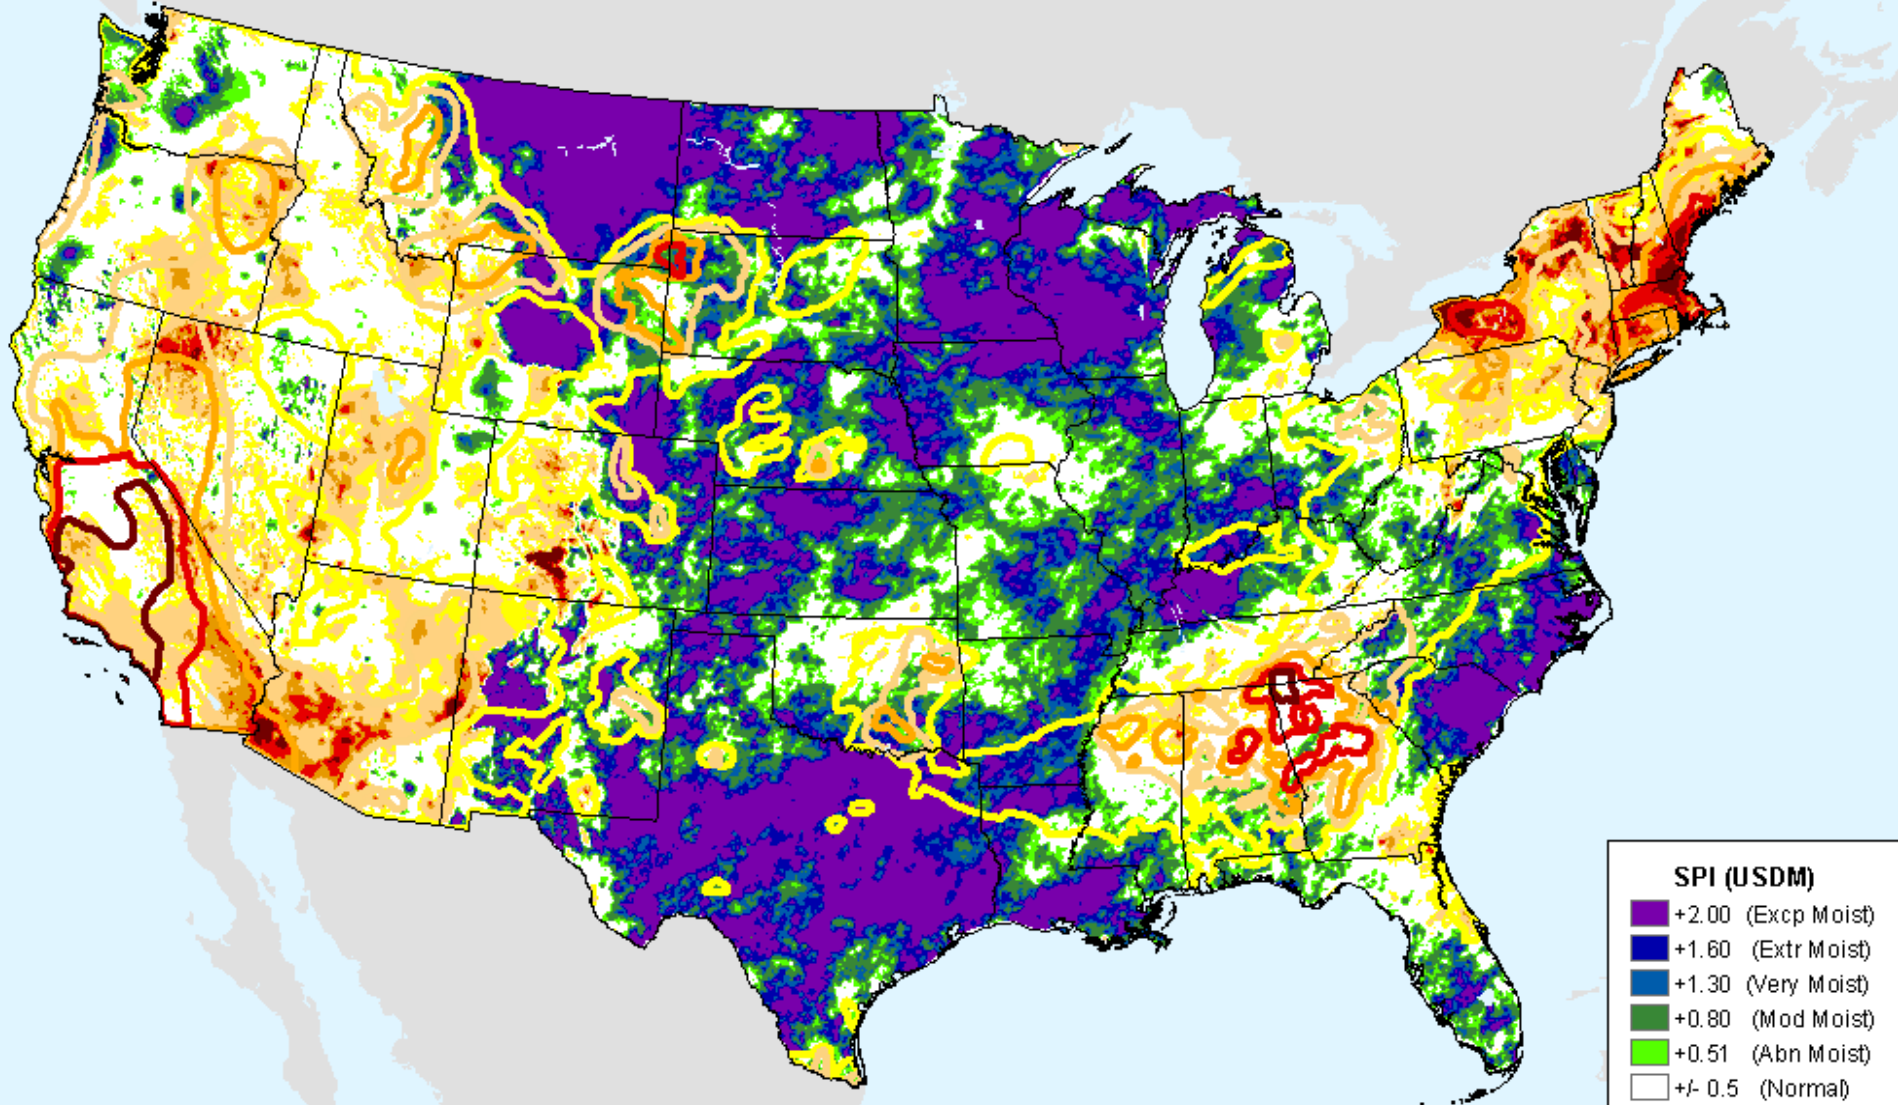 SPI (USDM)
+2.00 (Excp Moist)
+1.60 (Extr Moist)
+1.30 (Very Moist)
+0.80 (Mod Moist)
+0.51 (Abn Moist)
+/- 0.5 (Normal)